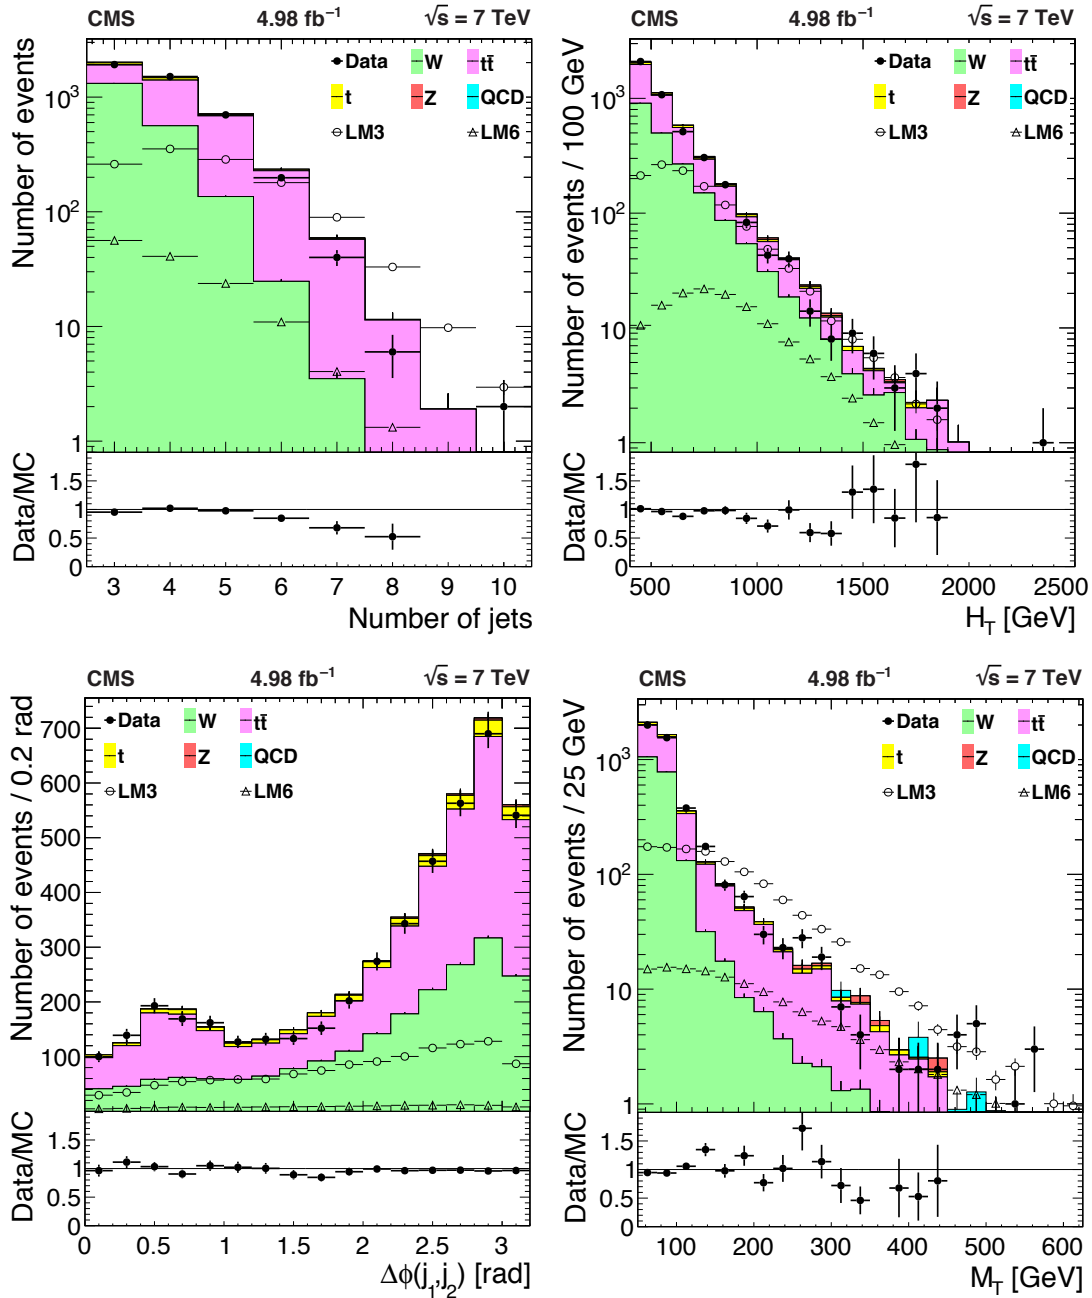 CMS 4.98 fb⁻¹ √s = 7 TeV
Number of events
Data W tt̄
t Z QCD
LM3 LM6
10³
10²
10
1
Data/MC
1.5
1
0.5
0
3 4 5 6 7 8 9 10
Number of jets
CMS 4.98 fb⁻¹ √s = 7 TeV
Number of events / 100 GeV
Data W tt̄
t Z QCD
LM3 LM6
10³
10²
10
1
Data/MC
1.5
1
0.5
0
500 1000 1500 2000 2500
H_T [GeV]
CMS 4.98 fb⁻¹ √s = 7 TeV
Number of events / 0.2 rad
Data W tt̄
t Z QCD
LM3 LM6
700
600
500
400
300
200
100
Data/MC
1.5
1
0.5
0
0 0.5 1 1.5 2 2.5 3
Δϕ(j₁,j₂) [rad]
CMS 4.98 fb⁻¹ √s = 7 TeV
Number of events / 25 GeV
Data W tt̄
t Z QCD
LM3 LM6
10³
10²
10
1
Data/MC
1.5
1
0.5
0
100 200 300 400 500 600
M_T [GeV]